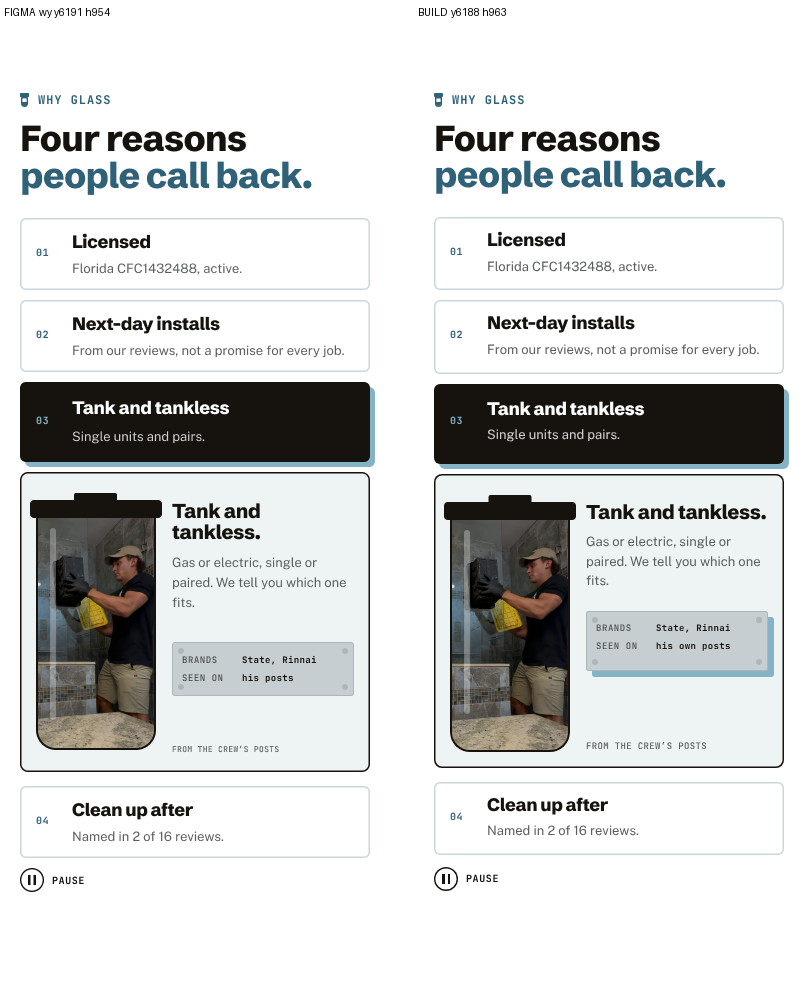 FIGMA wy y6191 h954
WHY GLASS
Four reasons
people call back.
01
Licensed
Florida CFC1432488, active.
02
Next-day installs
From our reviews, not a promise for every job.
03
Tank and tankless
Single units and pairs.
Tank and
tankless.
Gas or electric, single or
paired. We tell you which one
fits.
BRANDS State, Rinnai
SEEN ON his posts
FROM THE CREW'S POSTS
04
Clean up after
Named in 2 of 16 reviews.
PAUSE
BUILD y6188 h963
WHY GLASS
Four reasons
people call back.
01
Licensed
Florida CFC1432488, active.
02
Next-day installs
From our reviews, not a promise for every job.
03
Tank and tankless
Single units and pairs.
Tank and tankless.
Gas or electric, single or
paired. We tell you which one
fits.
BRANDS State, Rinnai
SEEN ON his own posts
FROM THE CREW’S POSTS
04
Clean up after
Named in 2 of 16 reviews.
PAUSE